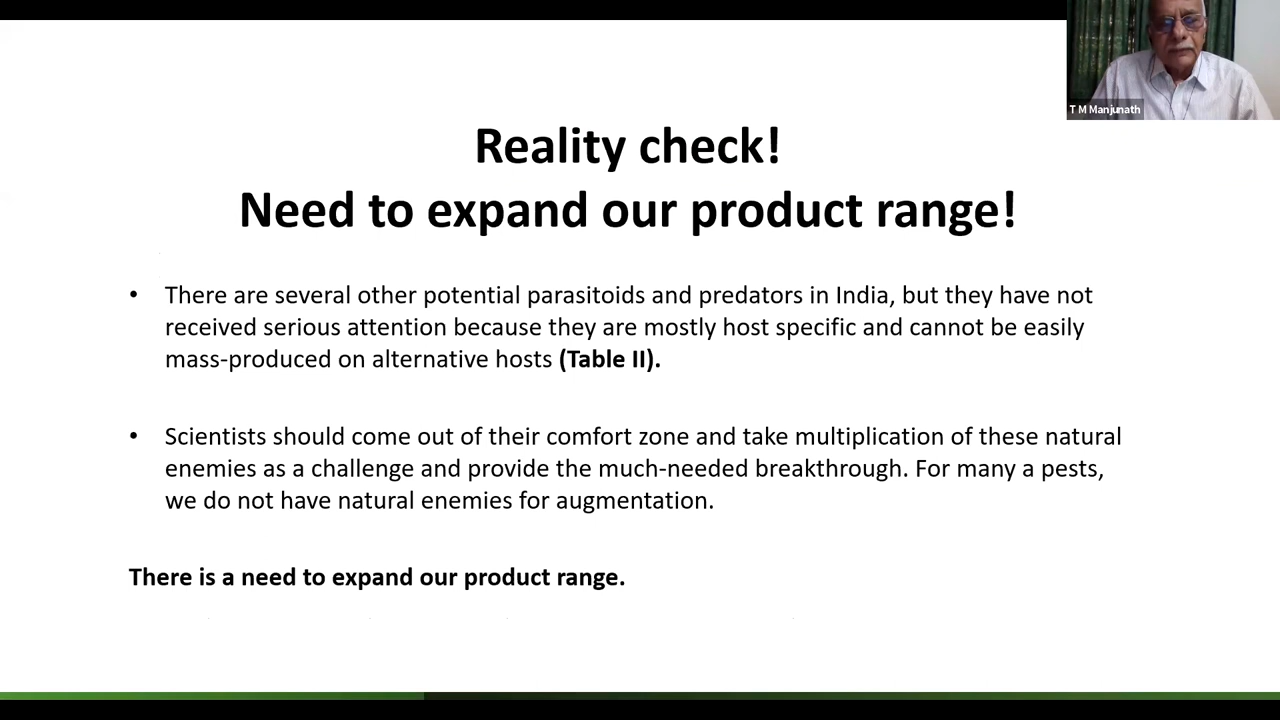 T M Manjunath
Reality check!
Need to expand our product range!
• There are several other potential parasitoids and predators in India, but they have not
received serious attention because they are mostly host specific and cannot be easily
mass-produced on alternative hosts (Table II).
• Scientists should come out of their comfort zone and take multiplication of these natural
enemies as a challenge and provide the much-needed breakthrough. For many a pests,
we do not have natural enemies for augmentation.
There is a need to expand our product range.